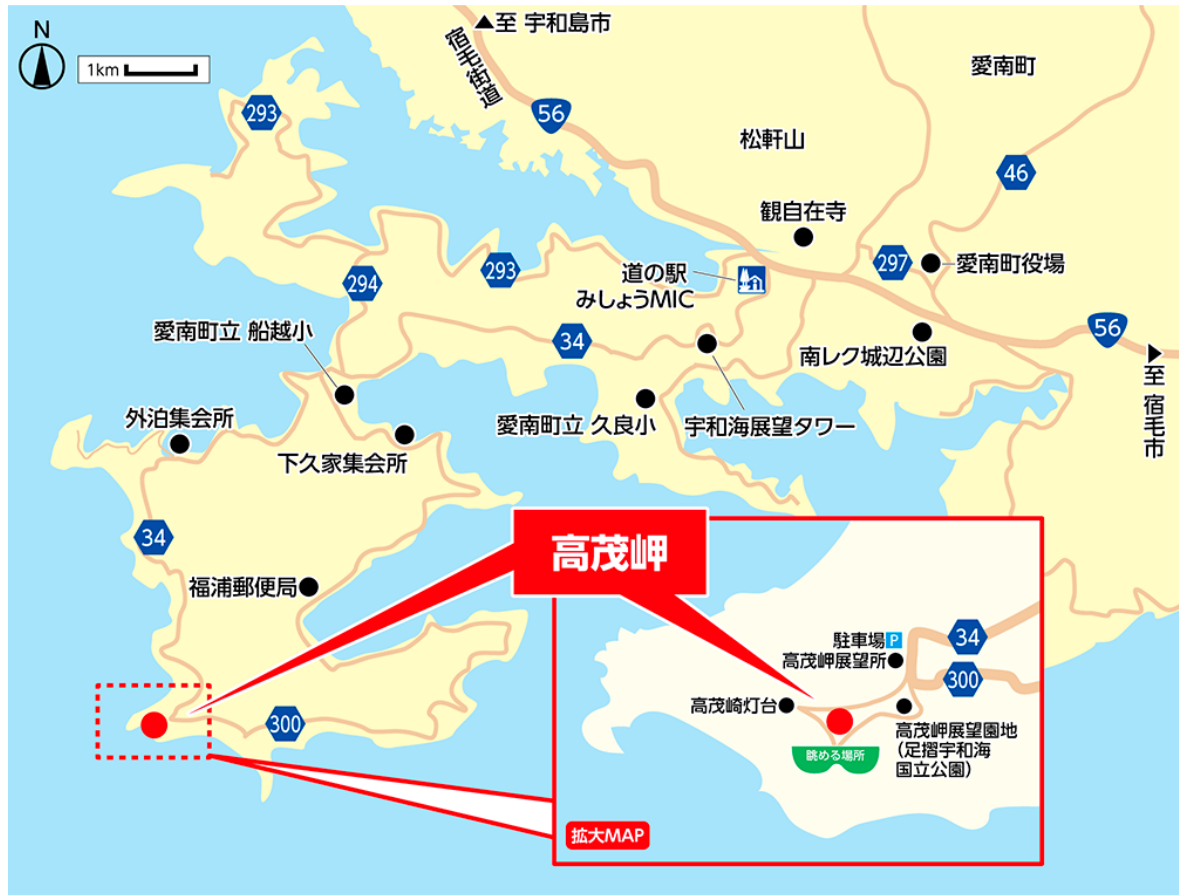 N
1km
▲至 宇和島市
宿毛街道
愛南町
293
56
松軒山
46
観自在寺
297
愛南町役場
道の駅
みしょうMIC
293
294
愛南町立 船越小
34
56
南レク城辺公園
▶至 宿毛市
外泊集会所
愛南町立 久良小
宇和海展望タワー
下久家集会所
34
高茂岬
福浦郵便局
駐車場 P
34
高茂岬展望所
300
高茂崎灯台
300
高茂岬展望園地
(足摺宇和海
国立公園)
眺める場所
拡大MAP